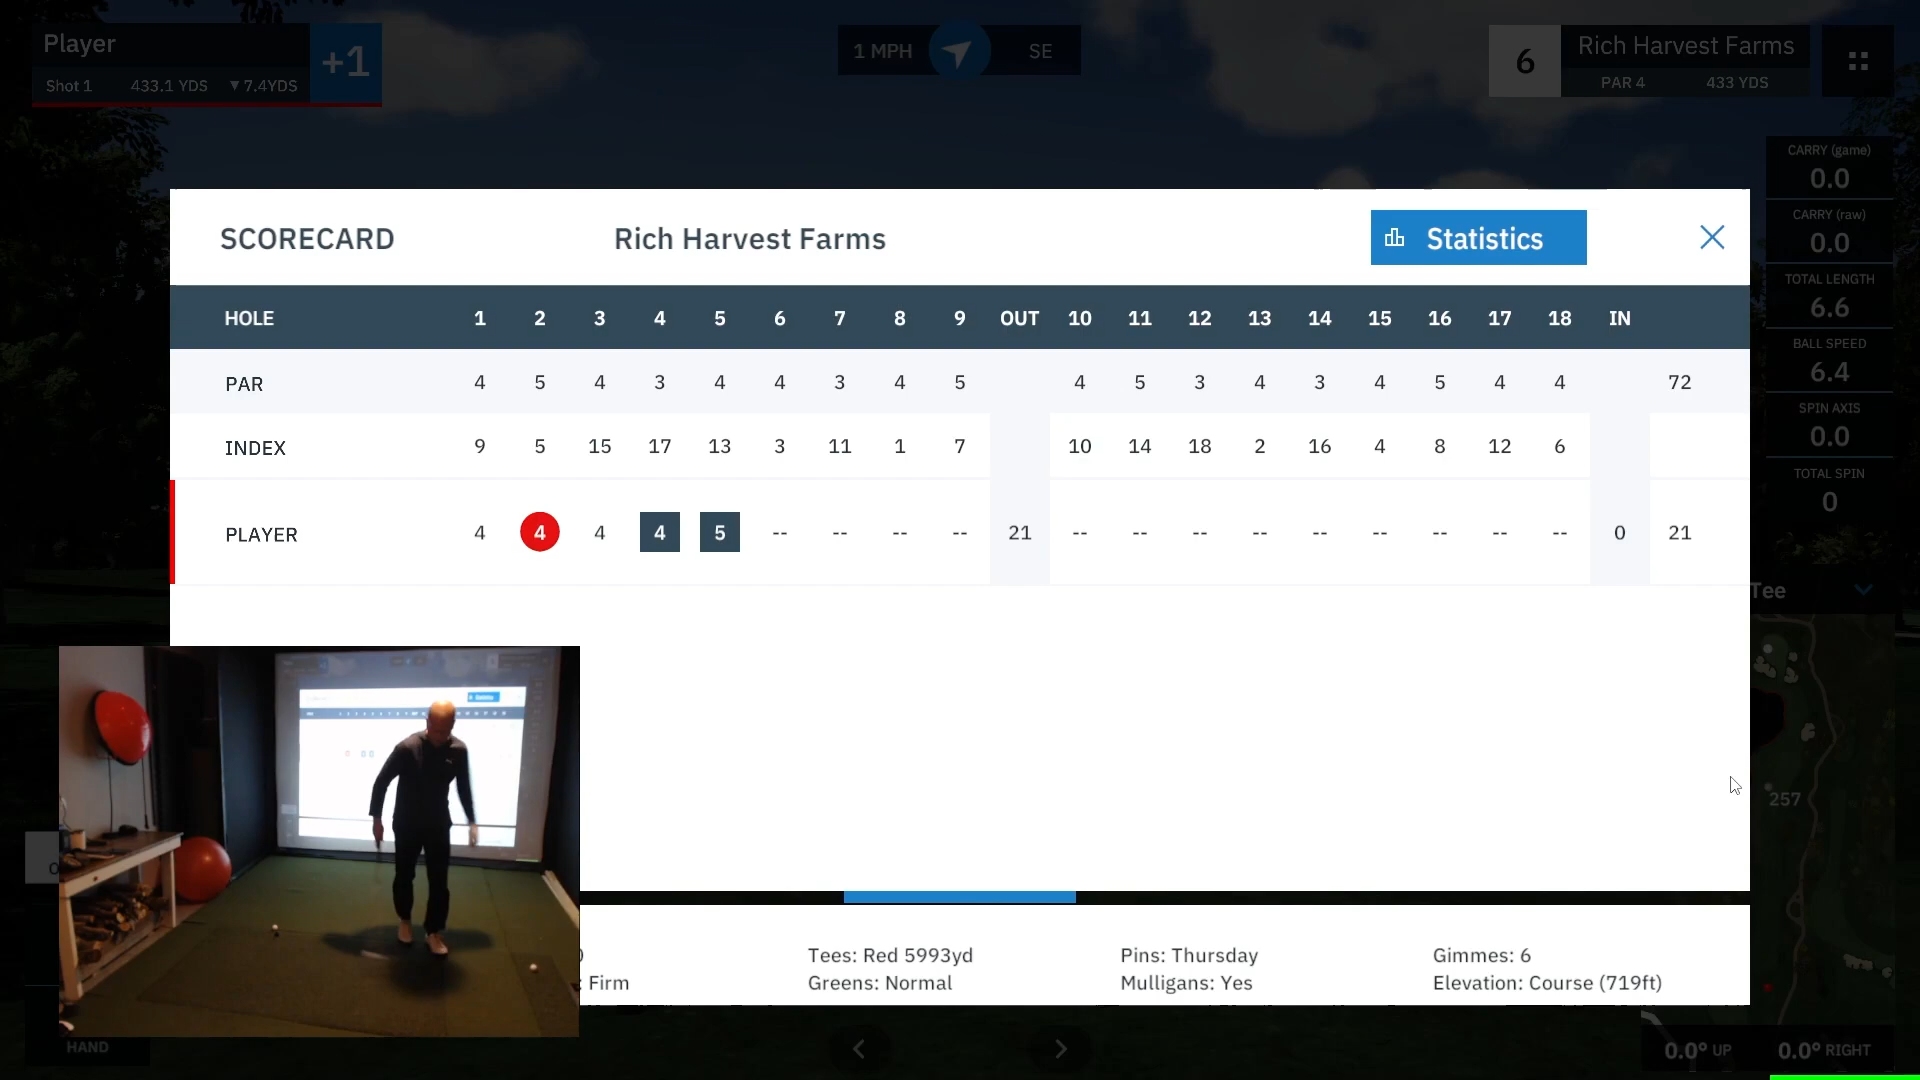 Player
Shot 1 433.1 YDS ▼7.4YDS
+1
1 MPH SE
6
Rich Harvest Farms
PAR 4 433 YDS
CARRY (game)
0.0
CARRY (raw)
0.0
TOTAL LENGTH
6.6
BALL SPEED
6.4
SPIN AXIS
0.0
TOTAL SPIN
0
Tee
257
SCORECARD Rich Harvest Farms Statistics
HOLE 1 2 3 4 5 6 7 8 9 OUT 10 11 12 13 14 15 16 17 18 IN
PAR 4 5 4 3 4 4 3 4 5 4 5 3 4 3 4 5 4 4 72
INDEX 9 5 15 17 13 3 11 1 7 10 14 18 2 16 4 8 12 6
PLAYER 4 4 4 4 5 -- -- -- -- 21 -- -- -- -- -- -- -- -- -- 0 21
Tees: Red 5993yd Pins: Thursday Gimmes: 6
: Firm Greens: Normal Mulligans: Yes Elevation: Course (719ft)
HAND
0.0° UP 0.0° RIGHT